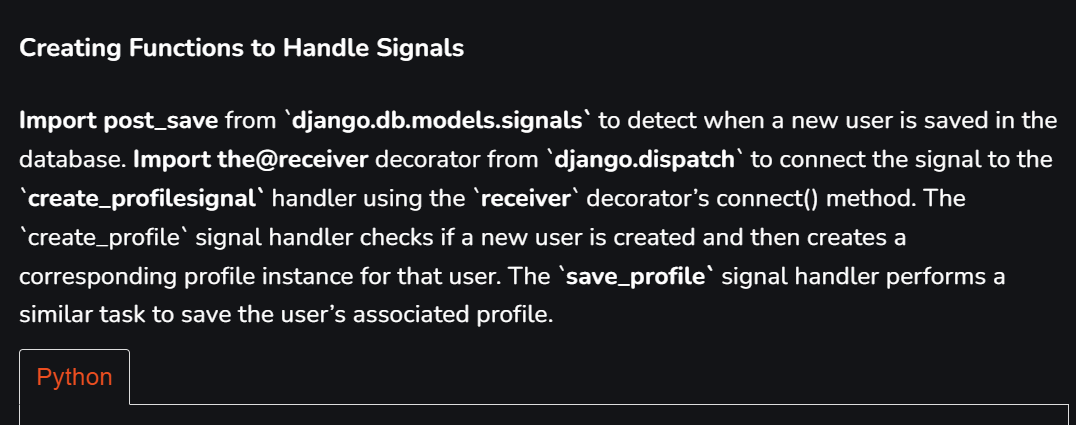 Creating Functions to Handle Signals
Import post_save from `django.db.models.signals` to detect when a new user is saved in the
database. Import the@receiver decorator from `django.dispatch` to connect the signal to the
`create_profilesignal` handler using the `receiver` decorator’s connect() method. The
`create_profile` signal handler checks if a new user is created and then creates a
corresponding profile instance for that user. The `save_profile` signal handler performs a
similar task to save the user’s associated profile.
Python